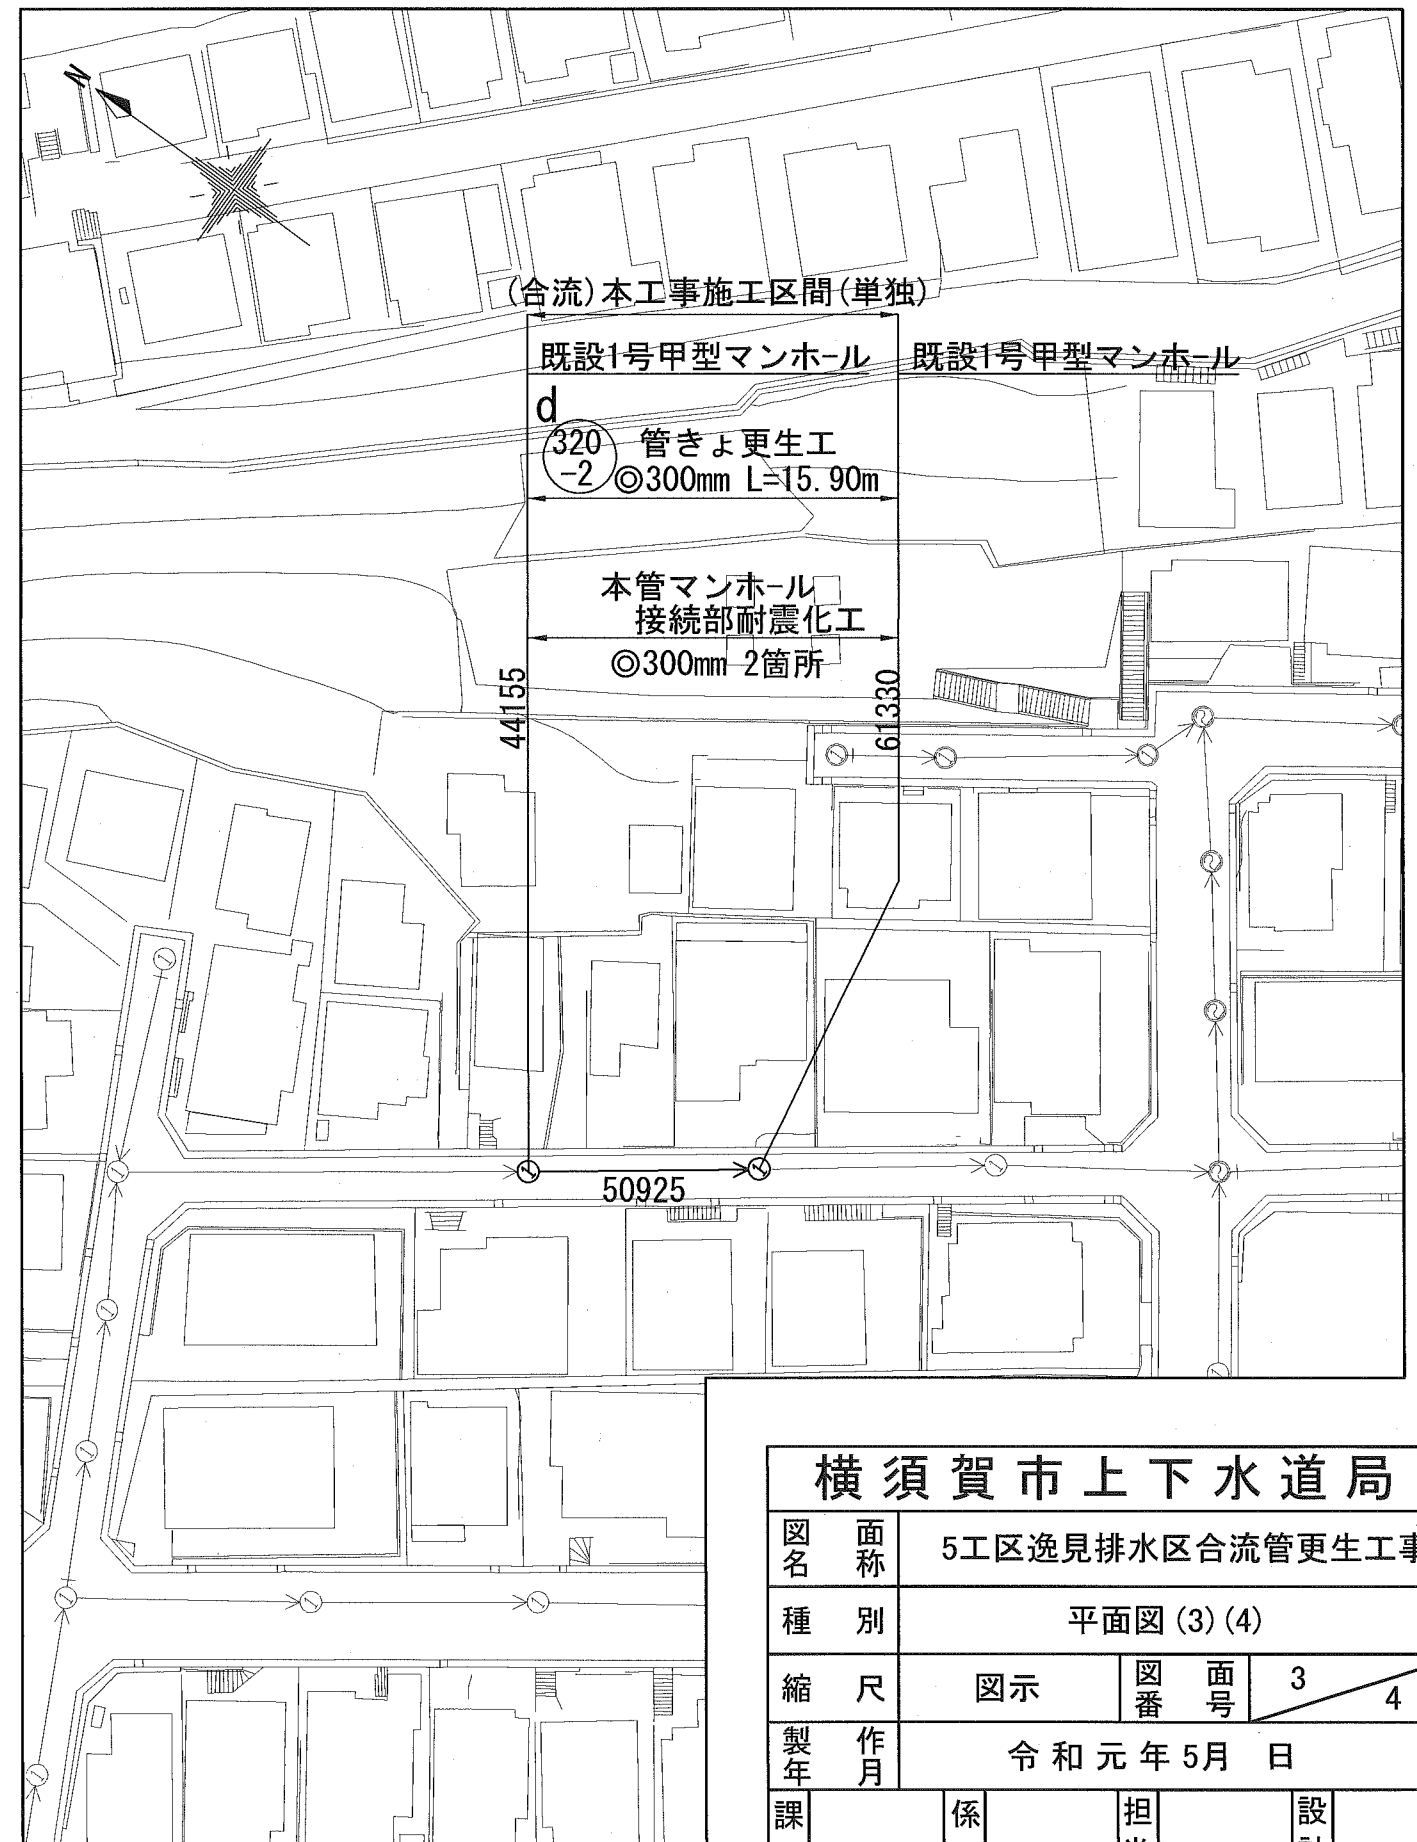 N
(合流)本工事施工区間(単独)
既設1号甲型マンホール
既設1号甲型マンホール
d
320
-2
管きょ更生工
◎300mm L=15.90m
本管マンホール
接続部耐震化工
◎300mm 2箇所
44155
61330
50925
横須賀市上下水道局
図面名称
5工区逸見排水区合流管更生工事
種別
平面図(3)(4)
縮尺
図示
図面番号
3/4
製作年月
令和元年5月 日
課
係
担
設